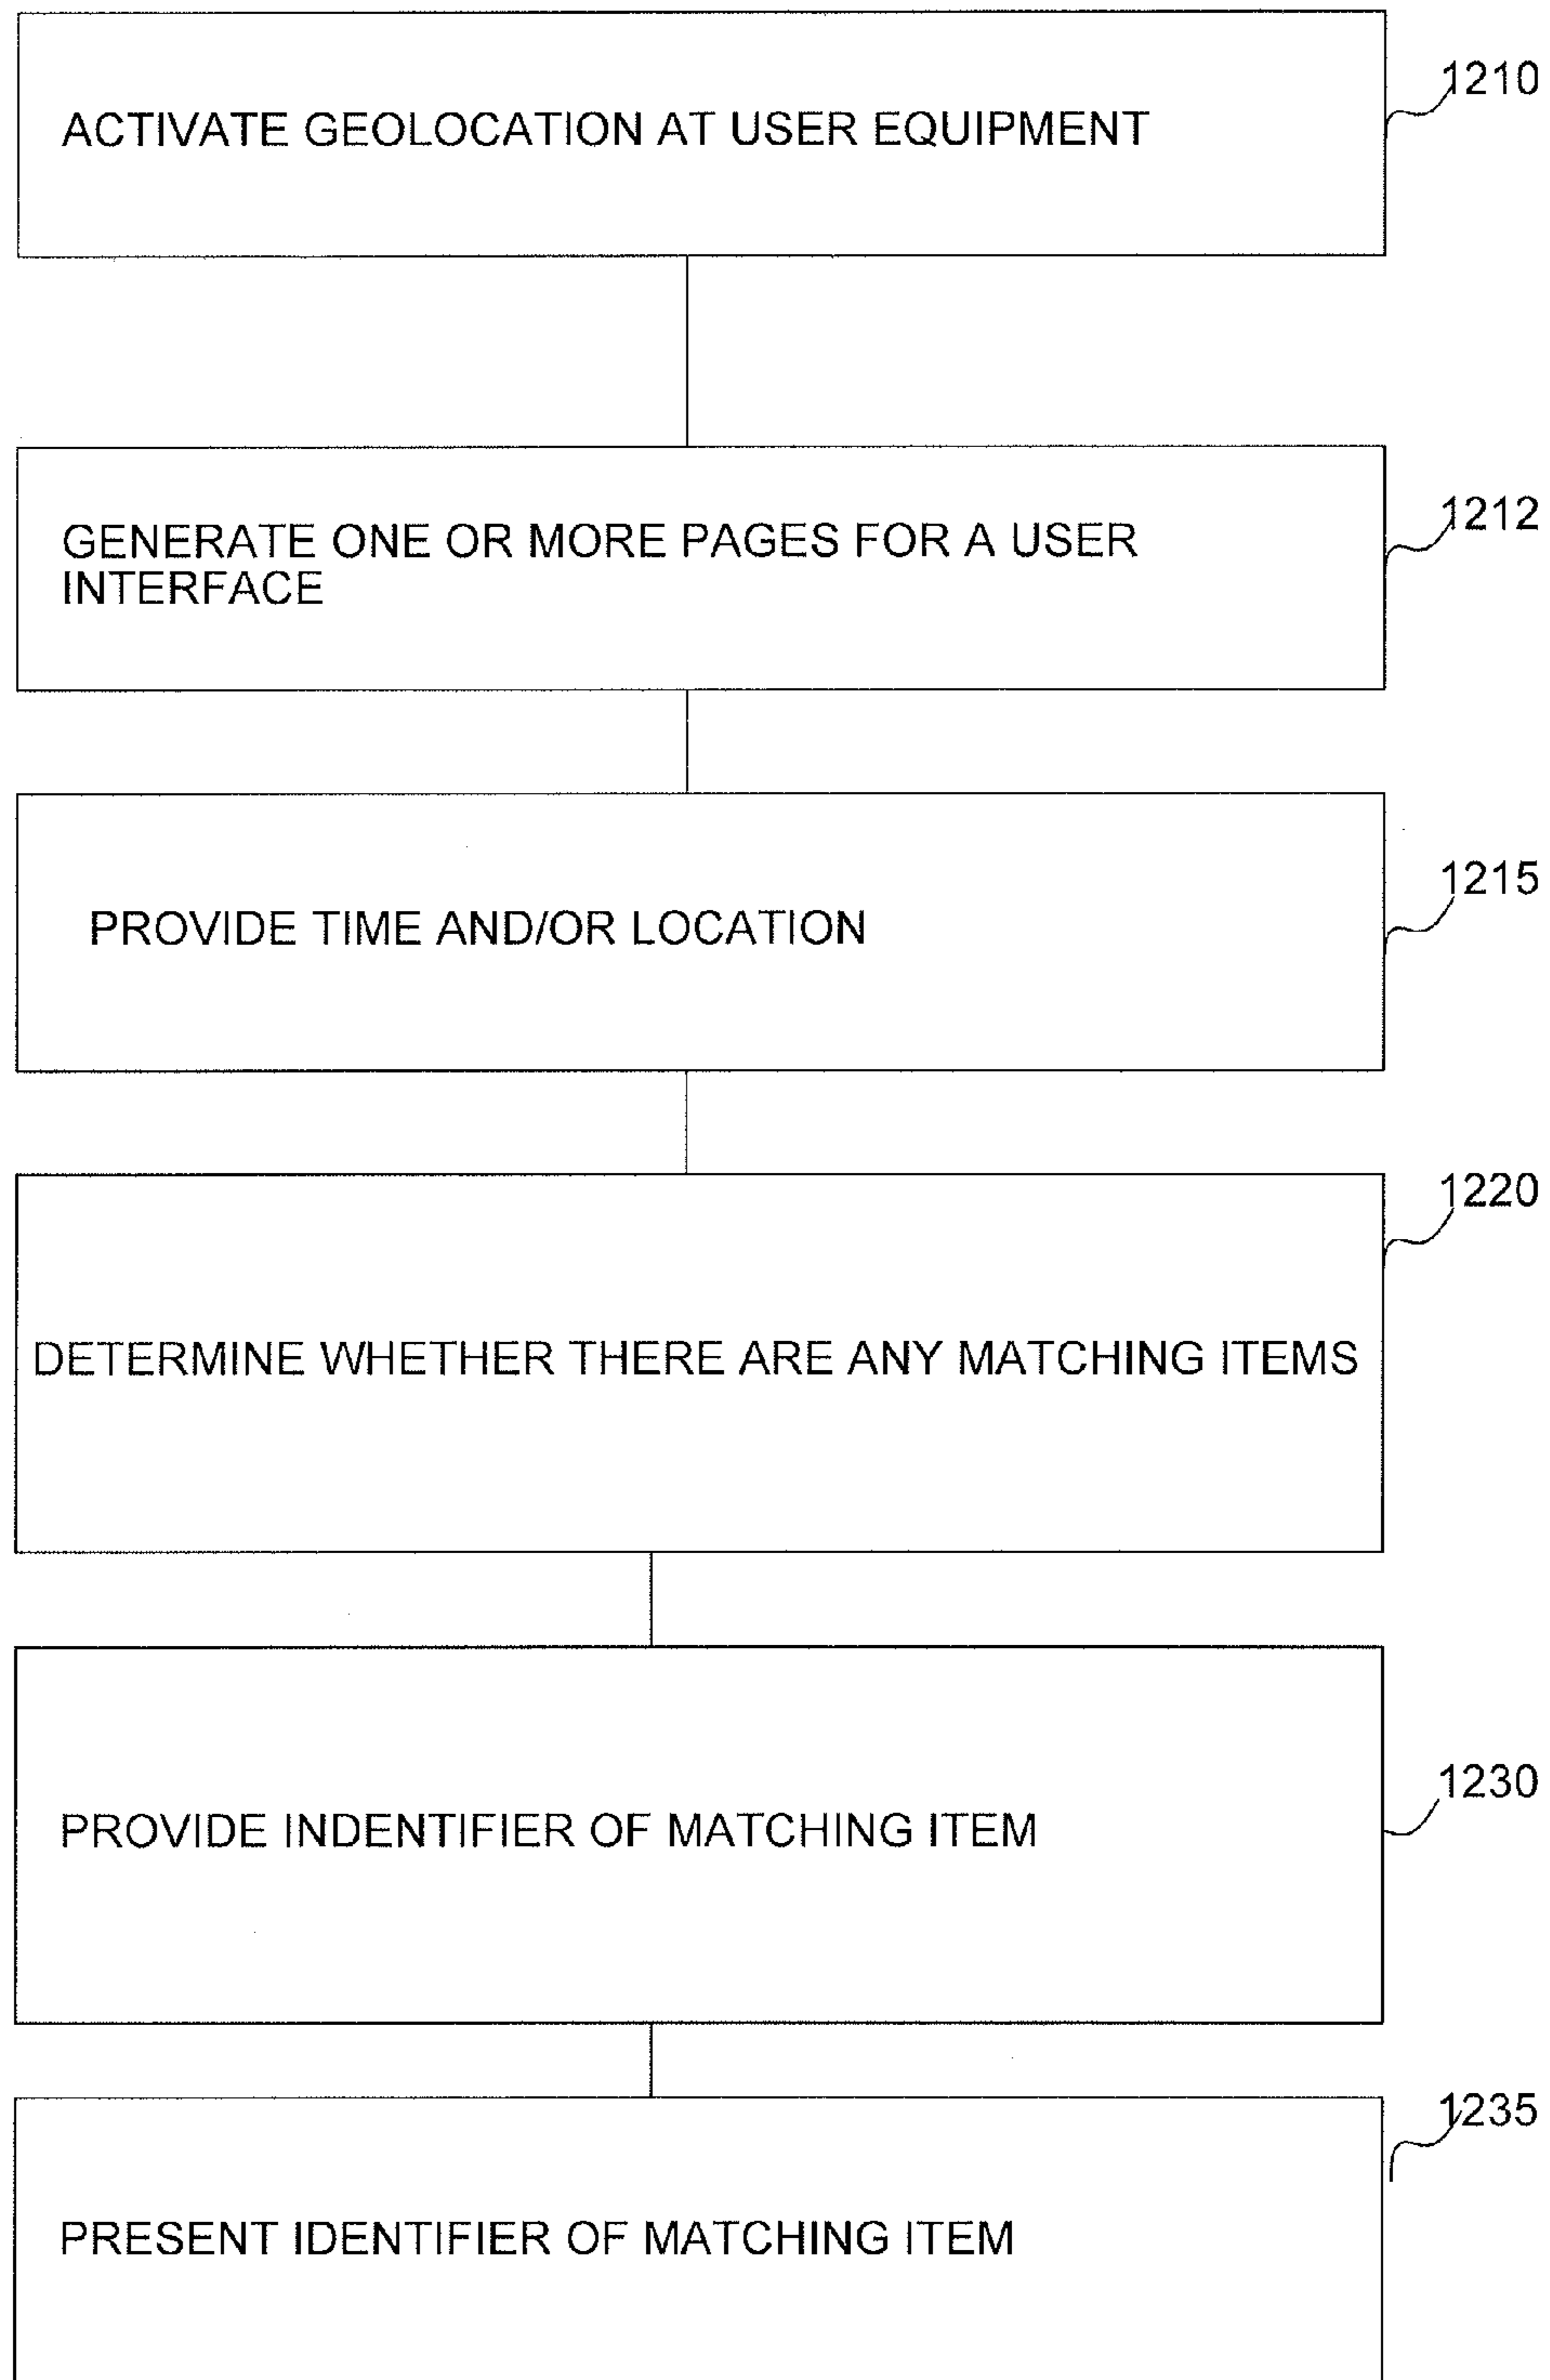 1210
ACTIVATE GEOLOCATION AT USER EQUIPMENT
1212
GENERATE ONE OR MORE PAGES FOR A USER
INTERFACE
1215
PROVIDE TIME AND/OR LOCATION
1220
DETERMINE WHETHER THERE ARE ANY MATCHING ITEMS
1230
PROVIDE INDENTIFIER OF MATCHING ITEM
1235
PRESENT IDENTIFIER OF MATCHING ITEM